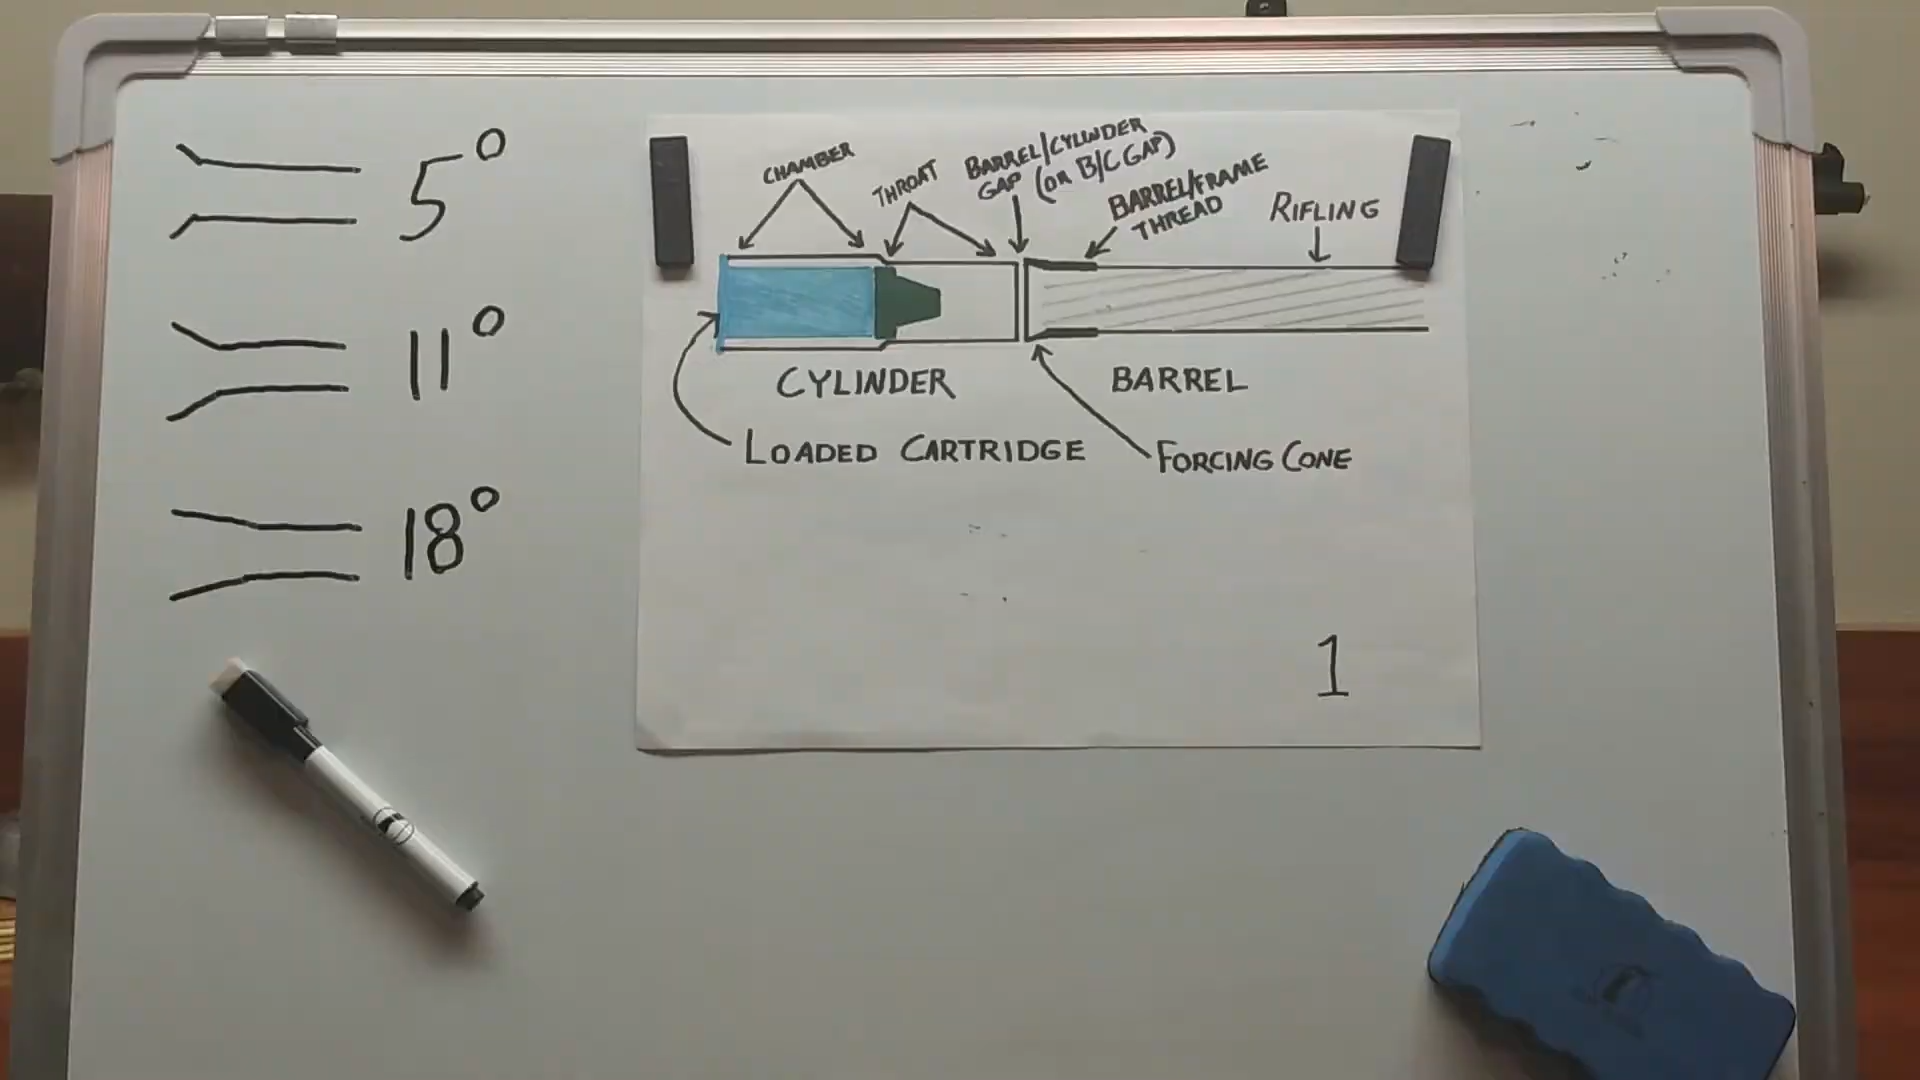 5°
11°
18°
CHAMBER
THROAT
BARREL/CYLINDER
GAP (OR B/C GAP)
BARREL/FRAME
THREAD
RIFLING
CYLINDER
BARREL
LOADED CARTRIDGE
FORCING CONE
1